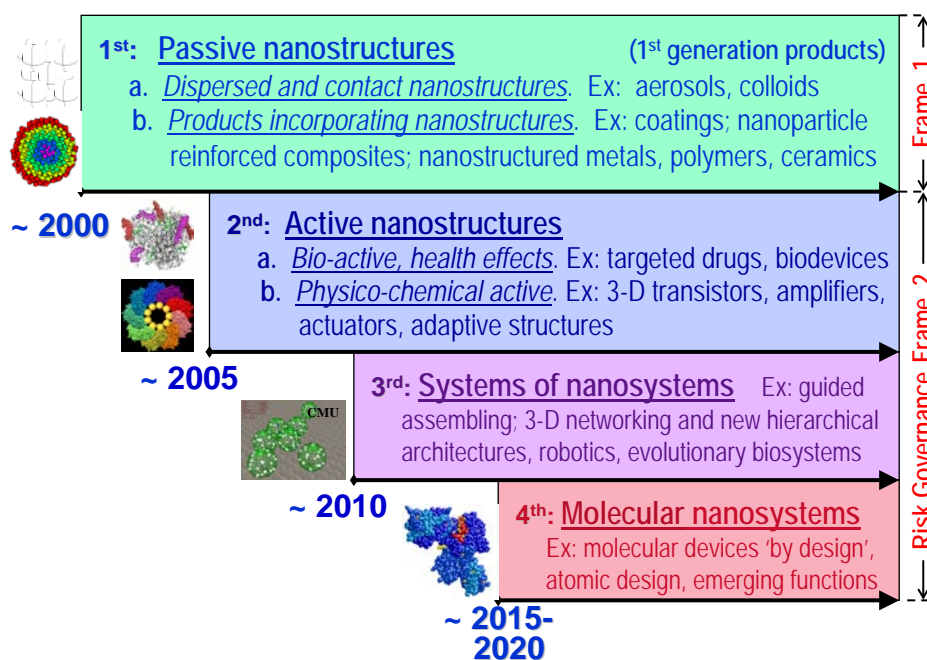 1st: Passive nanostructures (1st generation products)
a. Dispersed and contact nanostructures. Ex: aerosols, colloids
b. Products incorporating nanostructures. Ex: coatings; nanoparticle
reinforced composites; nanostructured metals, polymers, ceramics
~ 2000
2nd: Active nanostructures
a. Bio-active, health effects. Ex: targeted drugs, biodevices
b. Physico-chemical active. Ex: 3-D transistors, amplifiers,
actuators, adaptive structures
~ 2005
CMU
3rd: Systems of nanosystems Ex: guided
assembling; 3-D networking and new hierarchical
architectures, robotics, evolutionary biosystems
~ 2010
4th: Molecular nanosystems
Ex: molecular devices ‘by design’,
atomic design, emerging functions
~ 2015-
2020
Frame 1
Risk Governance Frame 2